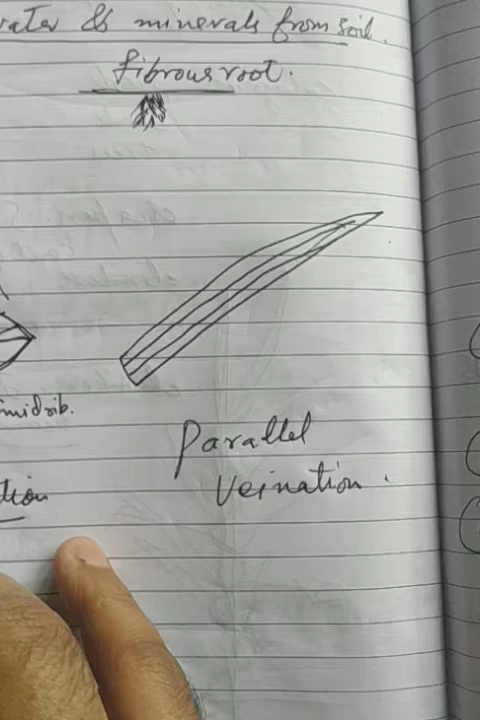 water & minerals from soil.
fibrous root.
midrib.
Parallel
Veination.